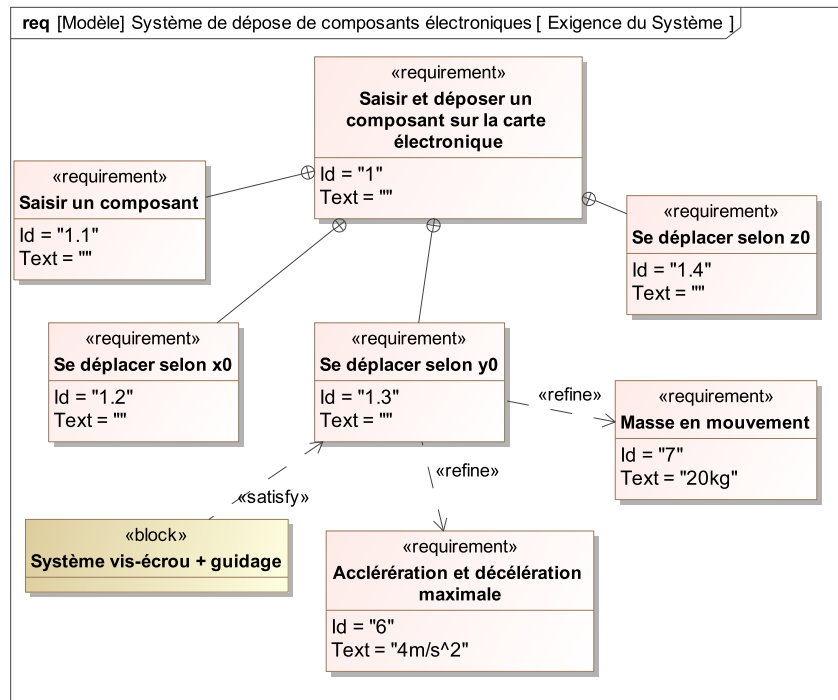 req [Modèle] Système de dépose de composants électroniques [ Exigence du Système ]
«requirement»
Saisir et déposer un
composant sur la carte
électronique
Id = "1"
Text = ""
«requirement»
Saisir un composant
Id = "1.1"
Text = ""
«requirement»
Se déplacer selon z0
Id = "1.4"
Text = ""
«requirement»
Se déplacer selon x0
Id = "1.2"
Text = ""
«requirement»
Se déplacer selon y0
Id = "1.3"
Text = ""
«refine»
«requirement»
Masse en mouvement
Id = "7"
Text = "20kg"
«refine»
«satisfy»
«block»
Système vis-écrou + guidage
«requirement»
Acclérération et décélération
maximale
Id = "6"
Text = "4m/s^2"